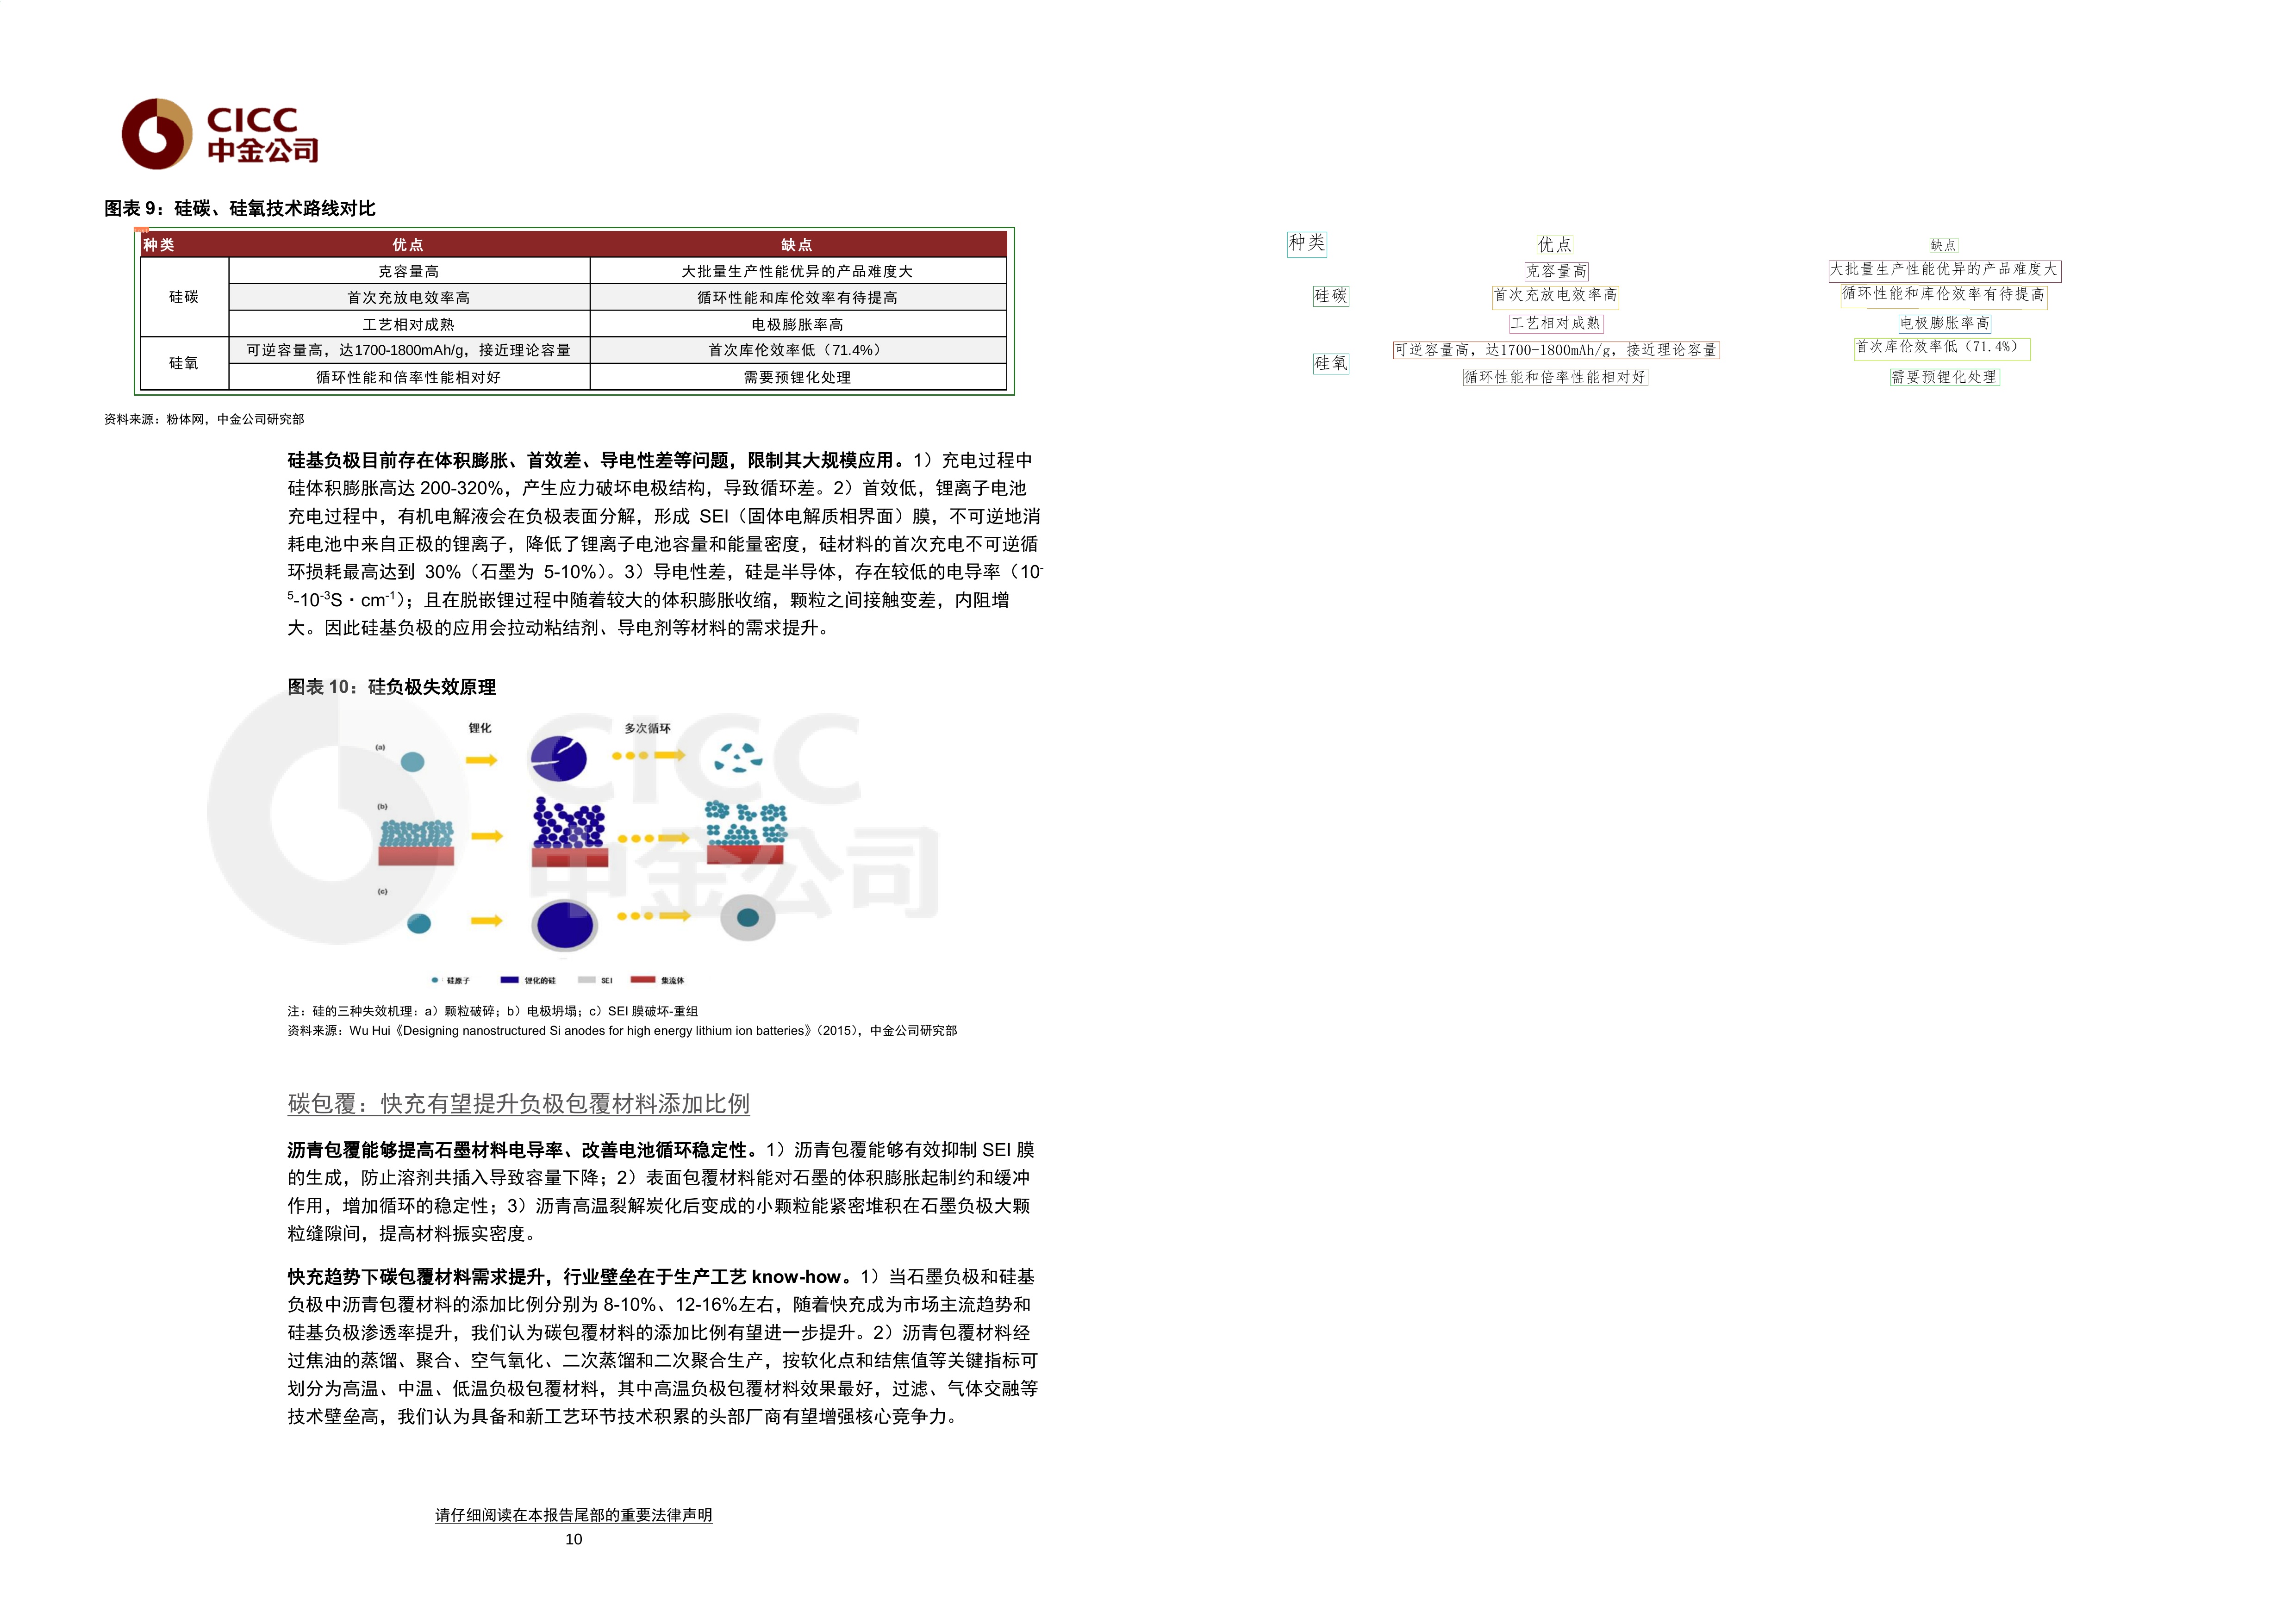 CICC
中金公司
图表 9：硅碳、硅氧技术路线对比
种类 优点 缺点
硅碳
克容量高 大批量生产性能优异的产品难度大
首次充放电效率高 循环性能和库伦效率有待提高
工艺相对成熟 电极膨胀率高
硅氧
可逆容量高，达1700-1800mAh/g，接近理论容量 首次库伦效率低（71.4%）
循环性能和倍率性能相对好 需要预锂化处理
资料来源：粉体网，中金公司研究部
硅基负极目前存在体积膨胀、首效差、导电性差等问题，限制其大规模应用。1）充电过程中
硅体积膨胀高达 200-320%，产生应力破坏电极结构，导致循环差。2）首效低，锂离子电池
充电过程中，有机电解液会在负极表面分解，形成 SEI（固体电解质相界面）膜，不可逆地消
耗电池中来自正极的锂离子，降低了锂离子电池容量和能量密度，硅材料的首次充电不可逆循
环损耗最高达到 30%（石墨为 5-10%）。3）导电性差，硅是半导体，存在较低的电导率（10-
5-10-3S・cm-1）；且在脱嵌锂过程中随着较大的体积膨胀收缩，颗粒之间接触变差，内阻增
大。因此硅基负极的应用会拉动粘结剂、导电剂等材料的需求提升。
图表 10：硅负极失效原理
锂化 多次循环
(a)
(b)
(c)
硅原子 锂化的硅 SEI 集流体
CICC
中金公司
注：硅的三种失效机理：a）颗粒破碎；b）电极坍塌；c）SEI 膜破坏-重组
资料来源：Wu Hui《Designing nanostructured Si anodes for high energy lithium ion batteries》（2015），中金公司研究部
碳包覆：快充有望提升负极包覆材料添加比例
沥青包覆能够提高石墨材料电导率、改善电池循环稳定性。1）沥青包覆能够有效抑制 SEI 膜
的生成，防止溶剂共插入导致容量下降；2）表面包覆材料能对石墨的体积膨胀起制约和缓冲
作用，增加循环的稳定性；3）沥青高温裂解炭化后变成的小颗粒能紧密堆积在石墨负极大颗
粒缝隙间，提高材料振实密度。
快充趋势下碳包覆材料需求提升，行业壁垒在于生产工艺 know-how。1）当石墨负极和硅基
负极中沥青包覆材料的添加比例分别为 8-10%、12-16%左右，随着快充成为市场主流趋势和
硅基负极渗透率提升，我们认为碳包覆材料的添加比例有望进一步提升。2）沥青包覆材料经
过焦油的蒸馏、聚合、空气氧化、二次蒸馏和二次聚合生产，按软化点和结焦值等关键指标可
划分为高温、中温、低温负极包覆材料，其中高温负极包覆材料效果最好，过滤、气体交融等
技术壁垒高，我们认为具备和新工艺环节技术积累的头部厂商有望增强核心竞争力。
请仔细阅读在本报告尾部的重要法律声明
10
种类 优点 缺点
克容量高 大批量生产性能优异的产品难度大
硅碳 首次充放电效率高 循环性能和库伦效率有待提高
工艺相对成熟 电极膨胀率高
硅氧
可逆容量高，达1700-1800mAh/g，接近理论容量 首次库伦效率低（71.4%）
循环性能和倍率性能相对好 需要预锂化处理